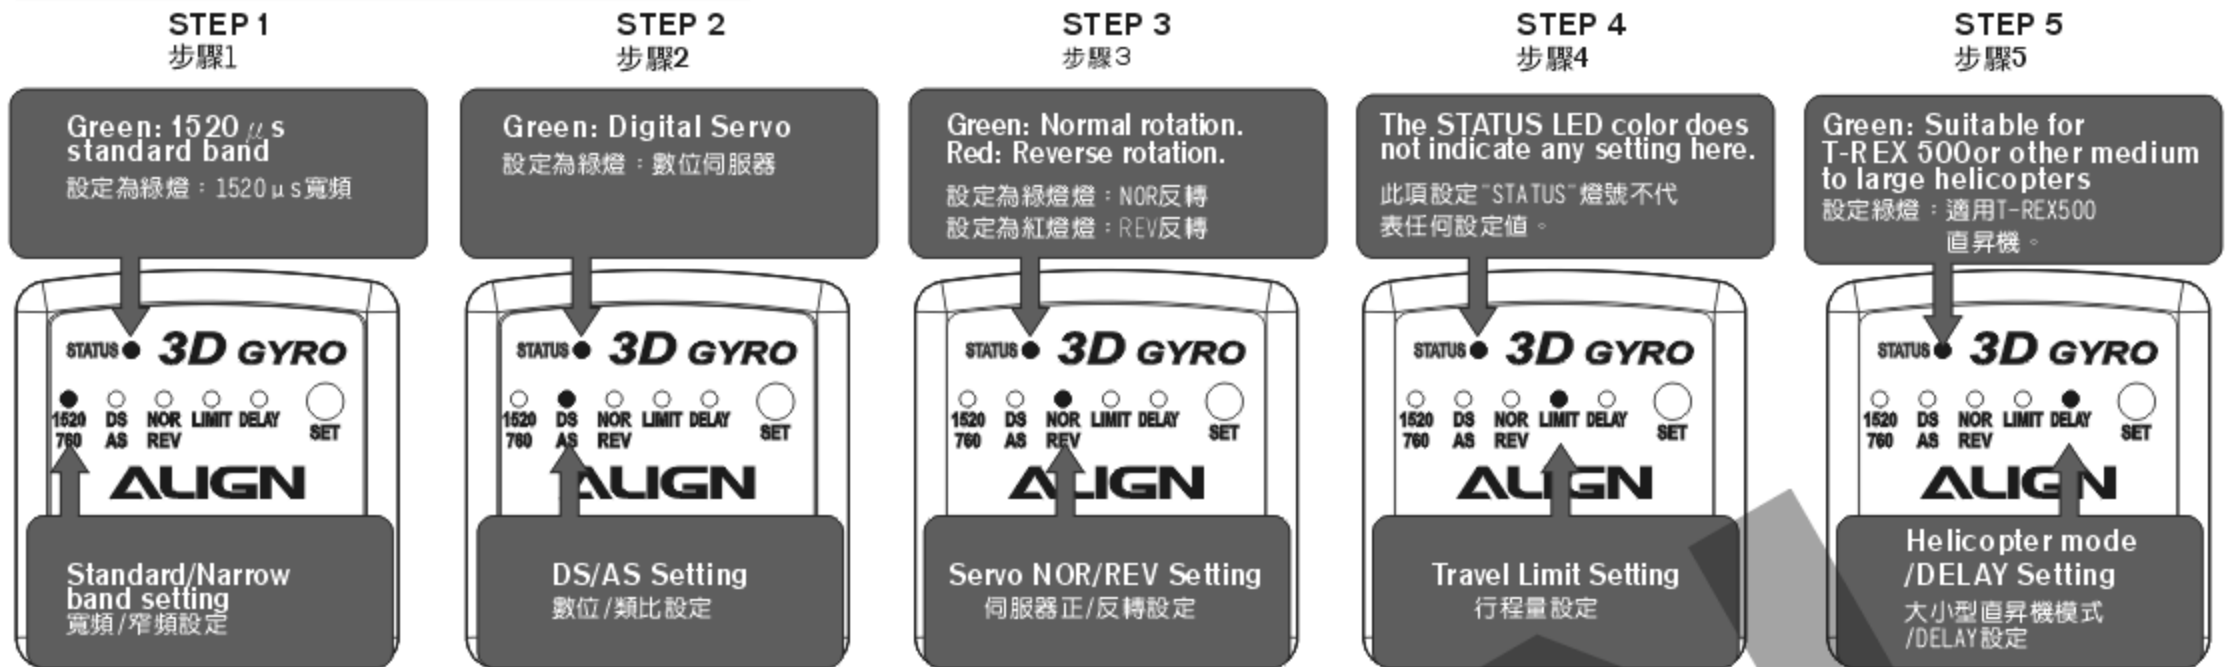 STEP 1
步驟1
Green: 1520 μs
standard band
設定為綠燈：1520μs寬頻
STATUS 3D GYRO
1520 DS NOR LIMIT DELAY
760 AS REV SET
ALIGN
Standard/Narrow
band setting
寬頻/窄頻設定
STEP 2
步驟2
Green: Digital Servo
設定為綠燈：數位伺服器
STATUS 3D GYRO
1520 DS NOR LIMIT DELAY
760 AS REV SET
ALIGN
DS/AS Setting
數位/類比設定
STEP 3
步驟3
Green: Normal rotation.
Red: Reverse rotation.
設定為綠燈燈：NOR反轉
設定為紅燈燈：REV反轉
STATUS 3D GYRO
1520 DS NOR LIMIT DELAY
760 AS REV SET
ALIGN
Servo NOR/REV Setting
伺服器正/反轉設定
STEP 4
步驟4
The STATUS LED color does
not indicate any setting here.
此項設定"STATUS"燈號不代
表任何設定值。
STATUS 3D GYRO
1520 DS NOR LIMIT DELAY
760 AS REV SET
ALIGN
Travel Limit Setting
行程量設定
STEP 5
步驟5
Green: Suitable for
T-REX 500or other medium
to large helicopters
設定綠燈：適用T-REX500
直昇機。
STATUS 3D GYRO
1520 DS NOR LIMIT DELAY
760 AS REV SET
ALIGN
Helicopter mode
/DELAY Setting
大小型直昇機模式
/DELAY設定